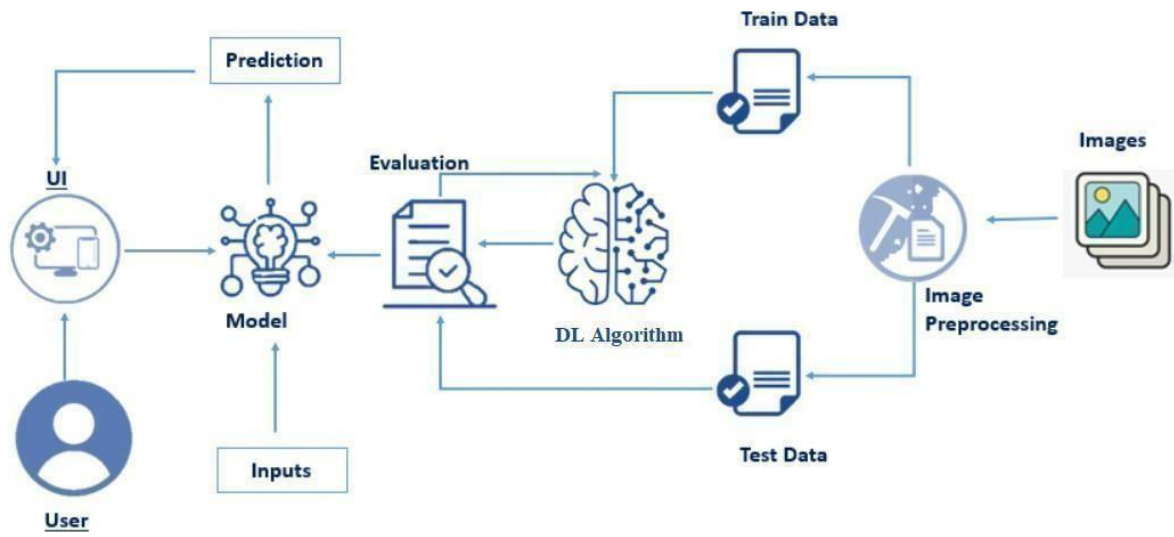 Train Data
Prediction
Images
Evaluation
UI
Image
Preprocessing
Model
DL Algorithm
Test Data
Inputs
User